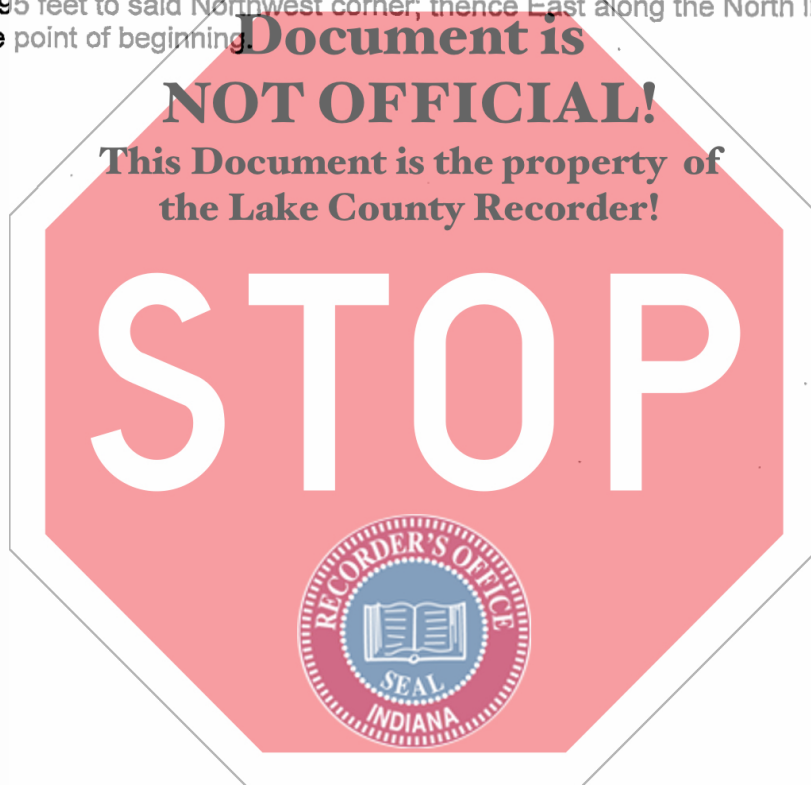 95 feet to said Northwest corner; thence East along the North
point of beginning.
Document is
NOT OFFICIAL!
This Document is the property of
the Lake County Recorder!
STOP
RECORDER'S OFFICE
SEAL
INDIANA